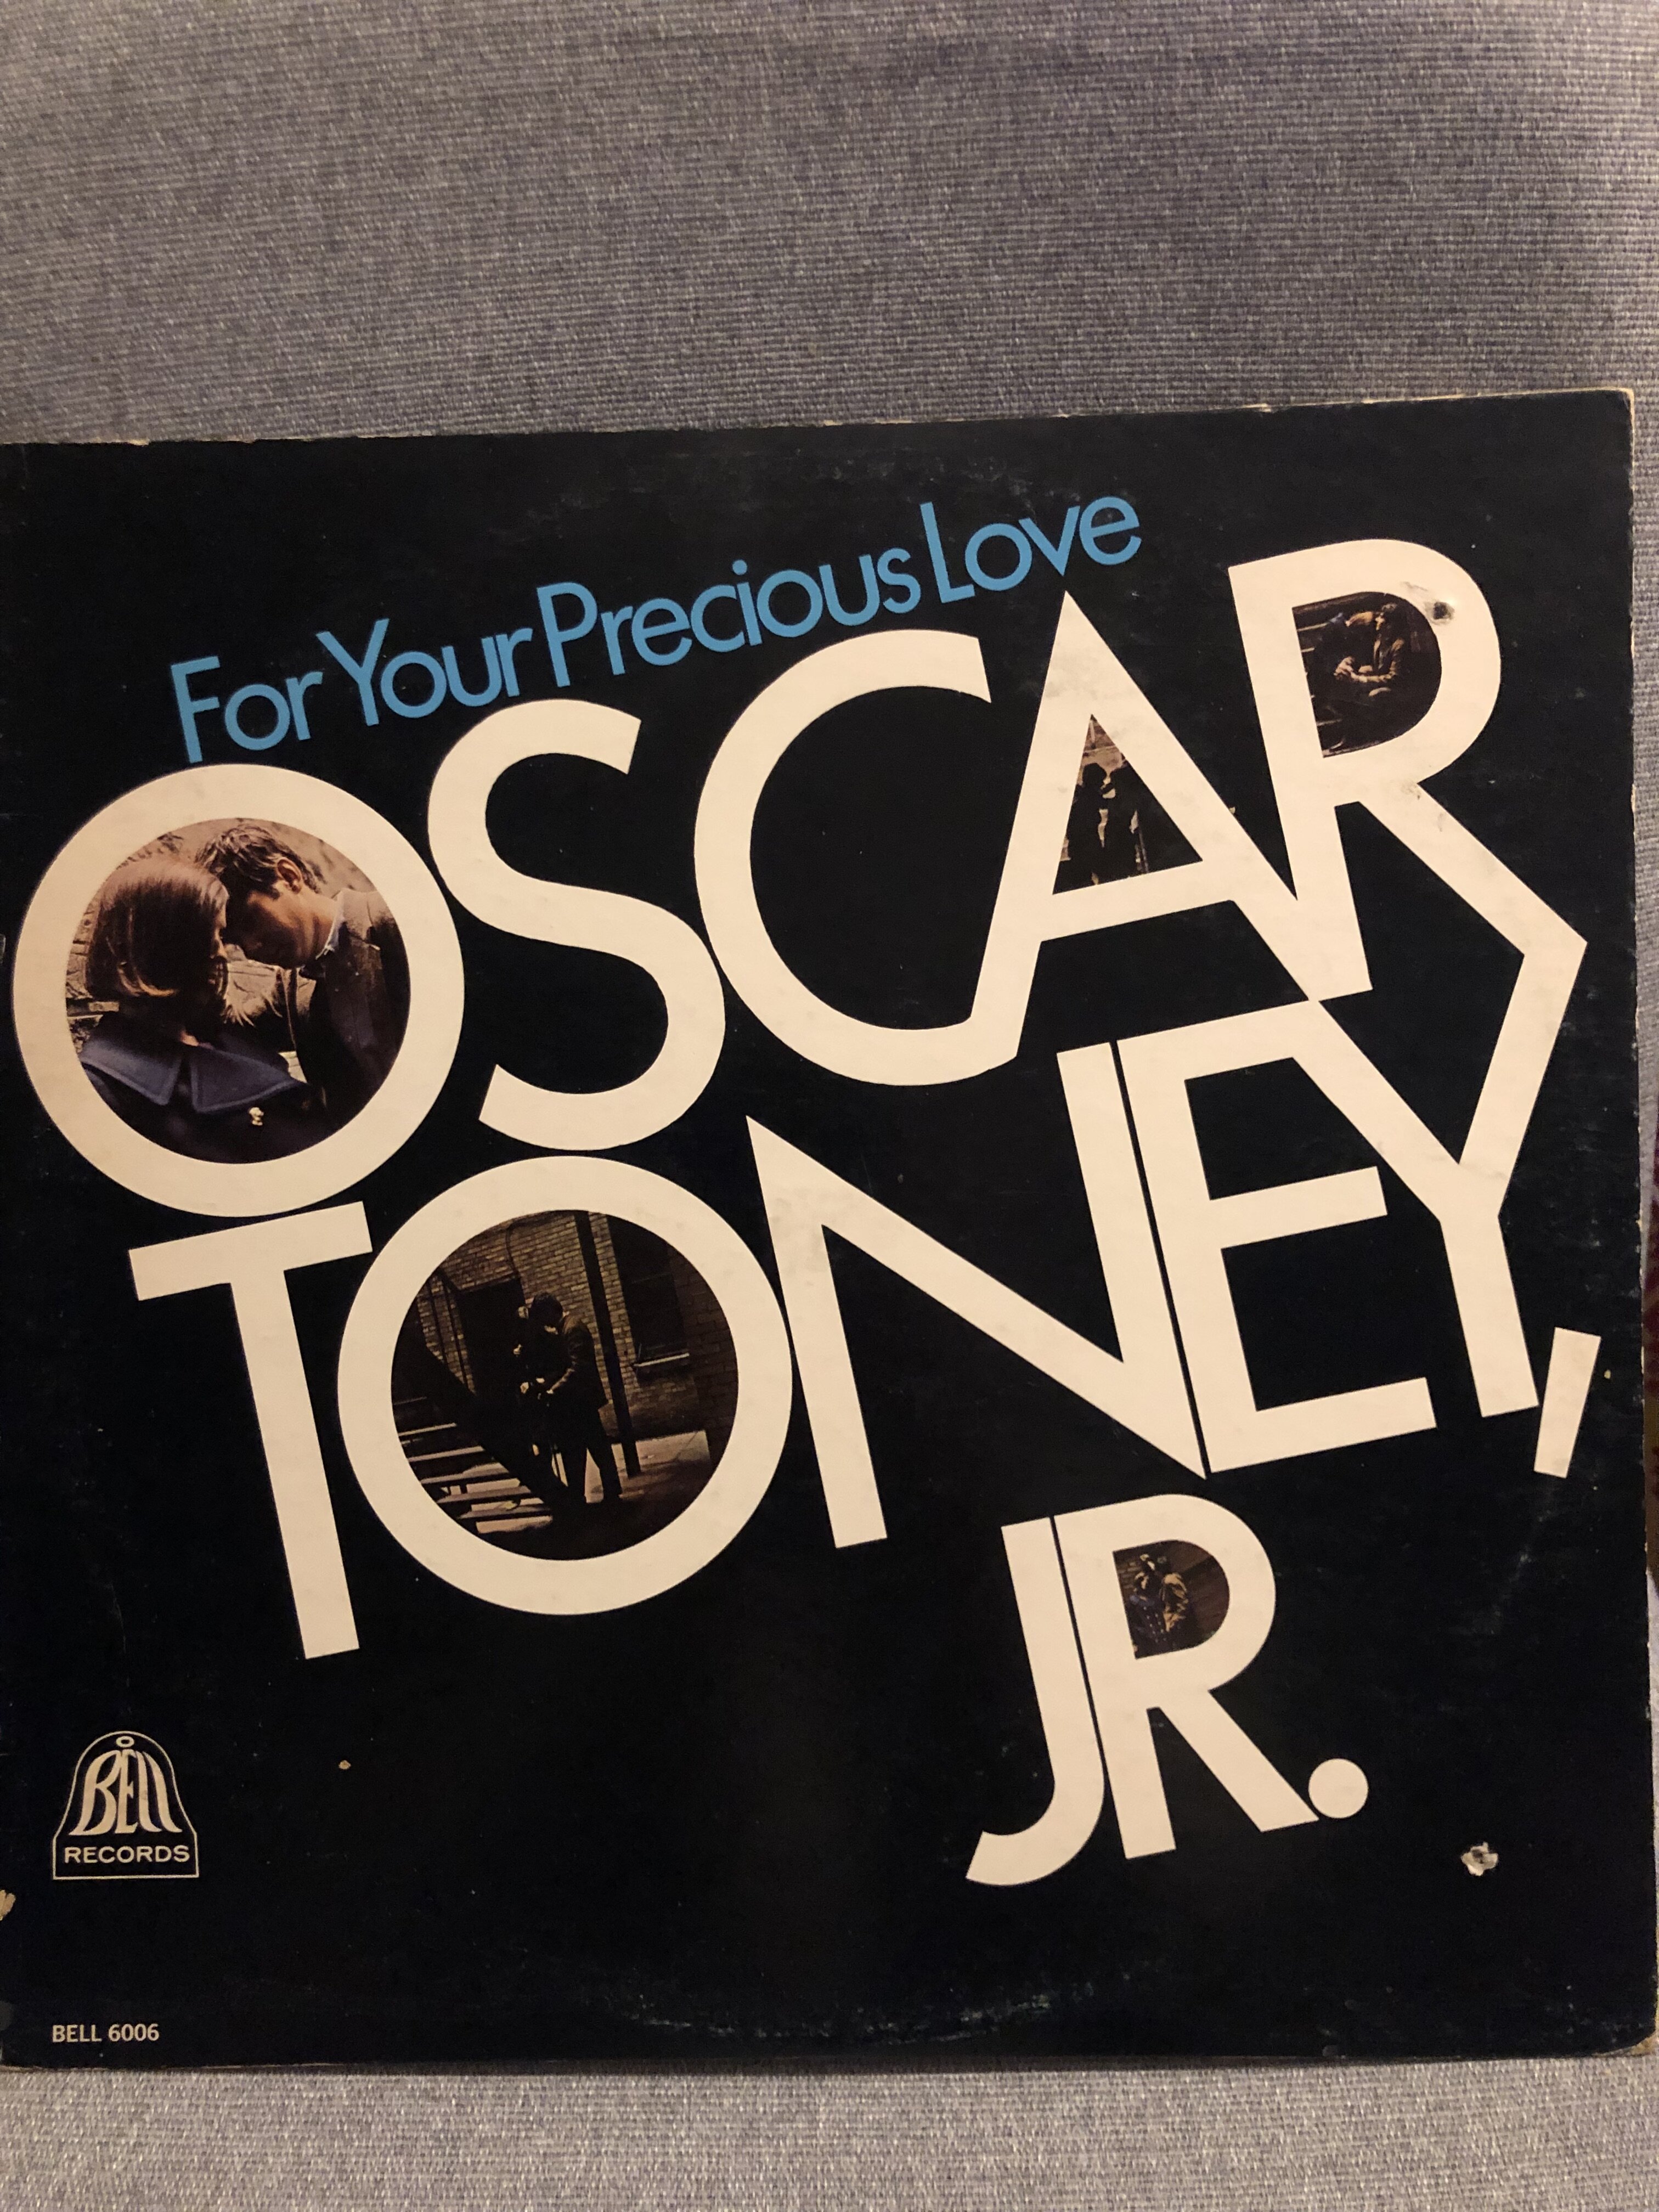 For Your Precious Love
OSCAR
TONEY,
JR.
BELL
RECORDS
BELL 6006